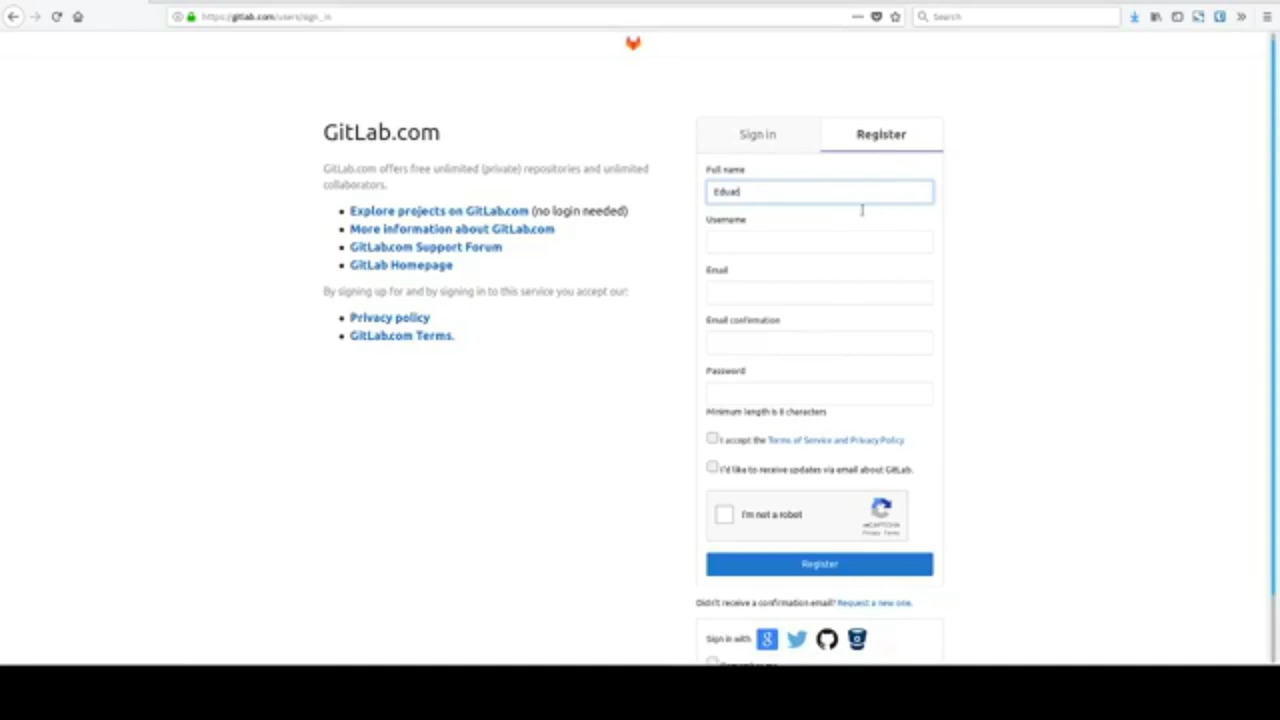 https://gitlab.com/users/sign_in
Search
GitLab.com
GitLab.com offers free unlimited (private) repositories and unlimited
collaborators.
Explore projects on GitLab.com (no login needed)
More information about GitLab.com
GitLab.com Support Forum
GitLab Homepage
By signing up for and by signing in to this service you accept our:
Privacy policy
GitLab.com Terms.
Sign in
Register
Full name
Eduad
Username
Email
Email confirmation
Password
Minimum length is 8 characters
I accept the Terms of Service and Privacy Policy
I'd like to receive updates via email about GitLab.
I'm not a robot
reCAPTCHA
Privacy - Terms
Register
Didn't receive a confirmation email? Request a new one.
Sign in with